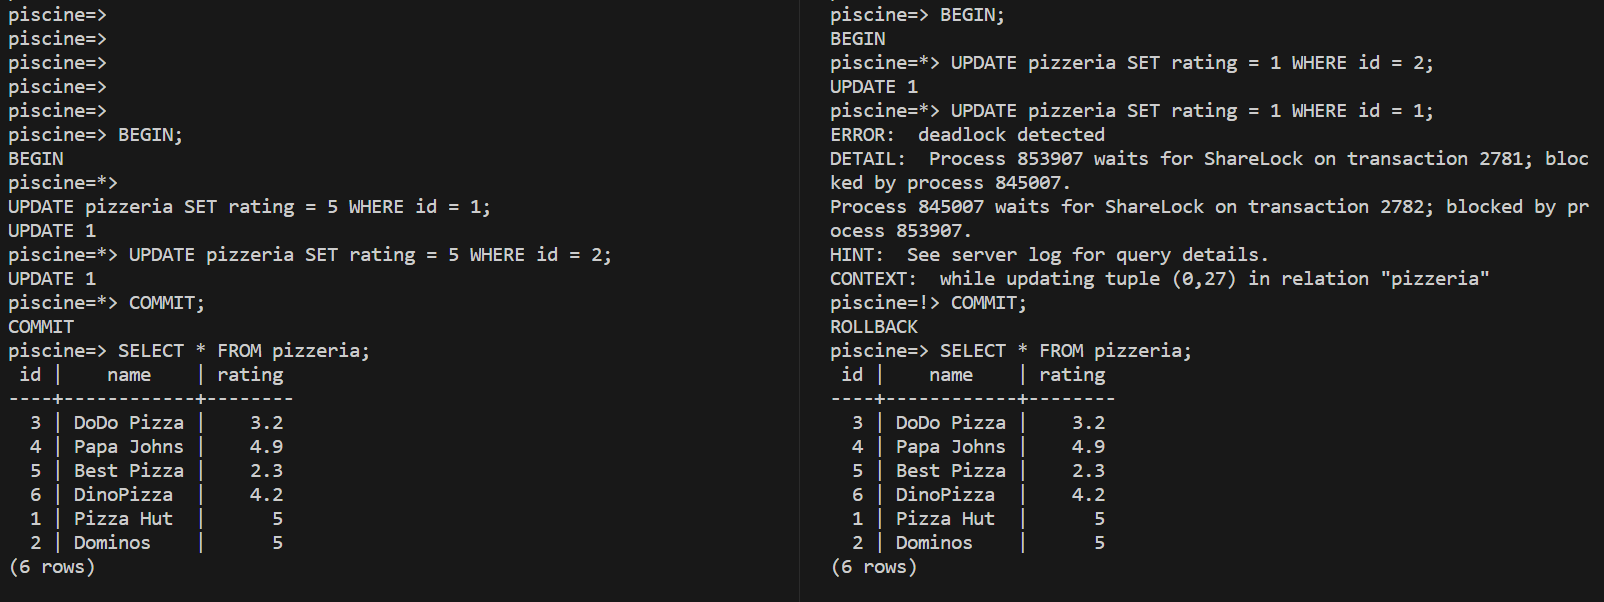 piscine=>
piscine=>
piscine=>
piscine=>
piscine=>
piscine=> BEGIN;
BEGIN
piscine=*>
UPDATE pizzeria SET rating = 5 WHERE id = 1;
UPDATE 1
piscine=*> UPDATE pizzeria SET rating = 5 WHERE id = 2;
UPDATE 1
piscine=*> COMMIT;
COMMIT
piscine=> SELECT * FROM pizzeria;
 id |    name    | rating
----+------------+--------
  3 | DoDo Pizza |    3.2
  4 | Papa Johns |    4.9
  5 | Best Pizza |    2.3
  6 | DinoPizza  |    4.2
  1 | Pizza Hut  |      5
  2 | Dominos    |      5
(6 rows)
piscine=> BEGIN;
BEGIN
piscine=*> UPDATE pizzeria SET rating = 1 WHERE id = 2;
UPDATE 1
piscine=*> UPDATE pizzeria SET rating = 1 WHERE id = 1;
ERROR:  deadlock detected
DETAIL:  Process 853907 waits for ShareLock on transaction 2781; bloc
ked by process 845007.
Process 845007 waits for ShareLock on transaction 2782; blocked by pr
ocess 853907.
HINT:  See server log for query details.
CONTEXT:  while updating tuple (0,27) in relation "pizzeria"
piscine=!> COMMIT;
ROLLBACK
piscine=> SELECT * FROM pizzeria;
 id |    name    | rating
----+------------+--------
  3 | DoDo Pizza |    3.2
  4 | Papa Johns |    4.9
  5 | Best Pizza |    2.3
  6 | DinoPizza  |    4.2
  1 | Pizza Hut  |      5
  2 | Dominos    |      5
(6 rows)